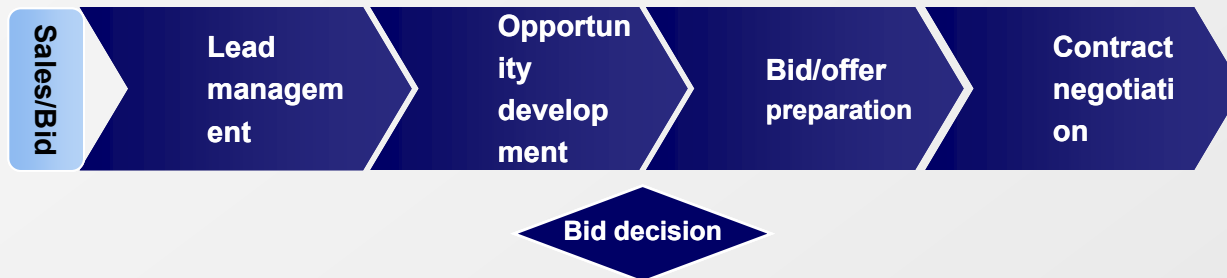 Sales/Bid
Lead
managem
ent
Opportun
ity
develop
ment
Bid/offer
preparation
Contract
negotiati
on
Bid decision